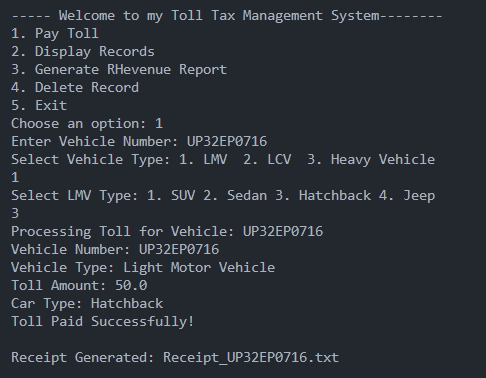 ----- Welcome to my Toll Tax Management System--------
1. Pay Toll
2. Display Records
3. Generate RHevenue Report
4. Delete Record
5. Exit
Choose an option: 1
Enter Vehicle Number: UP32EP0716
Select Vehicle Type: 1. LMV  2. LCV  3. Heavy Vehicle
1
Select LMV Type: 1. SUV 2. Sedan 3. Hatchback 4. Jeep
3
Processing Toll for Vehicle: UP32EP0716
Vehicle Number: UP32EP0716
Vehicle Type: Light Motor Vehicle
Toll Amount: 50.0
Car Type: Hatchback
Toll Paid Successfully!
Receipt Generated: Receipt_UP32EP0716.txt